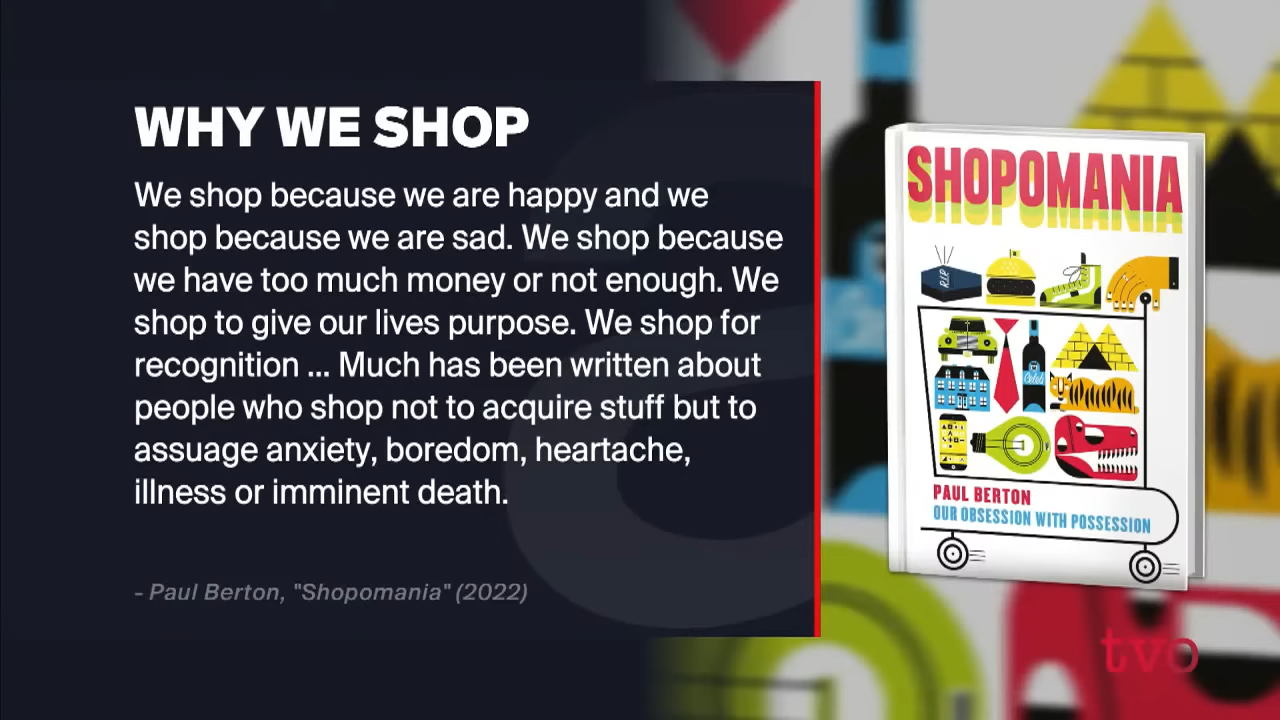 WHY WE SHOP
We shop because we are happy and we
shop because we are sad. We shop because
we have too much money or not enough. We
shop to give our lives purpose. We shop for
recognition ... Much has been written about
people who shop not to acquire stuff but to
assuage anxiety, boredom, heartache,
illness or imminent death.
- Paul Berton, "Shopomania" (2022)
SHOPOMANIA
R.I.P
Celeb
PAUL BERTON
OUR OBSESSION WITH POSSESSION
tvo